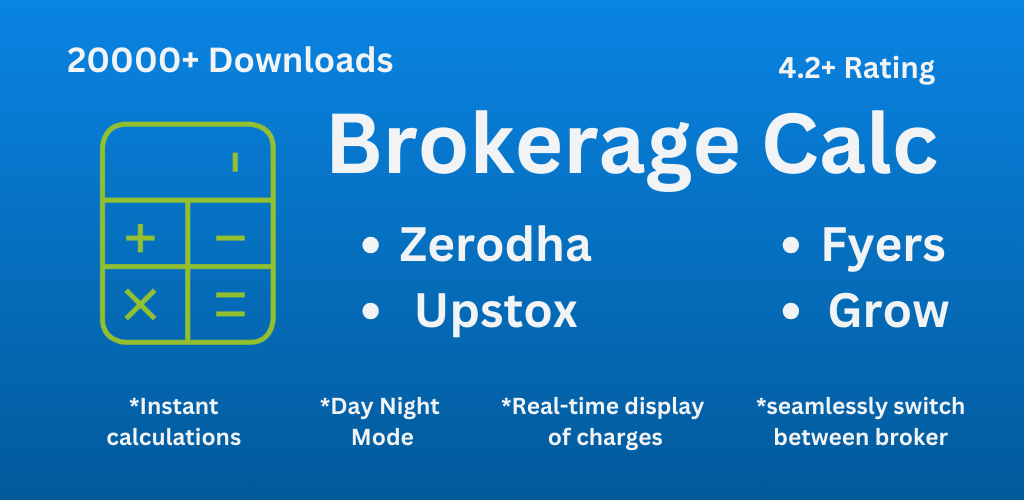 20000+ Downloads
4.2+ Rating
Brokerage Calc
• Zerodha
• Fyers
• Upstox
• Grow
*Instant
calculations
*Day Night
Mode
*Real-time display
of charges
*seamlessly switch
between broker